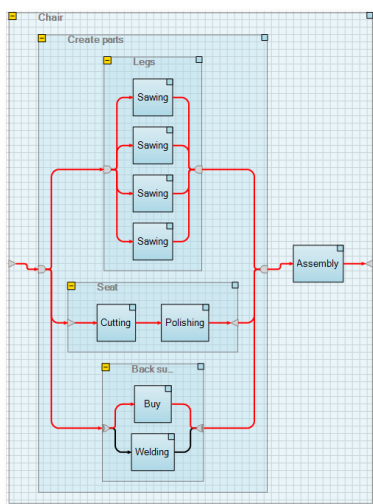 Chair
Create parts
Legs
Sawing
Sawing
Sawing
Sawing
Assembly
Seat
Cutting
Polishing
Back su...
Buy
Welding